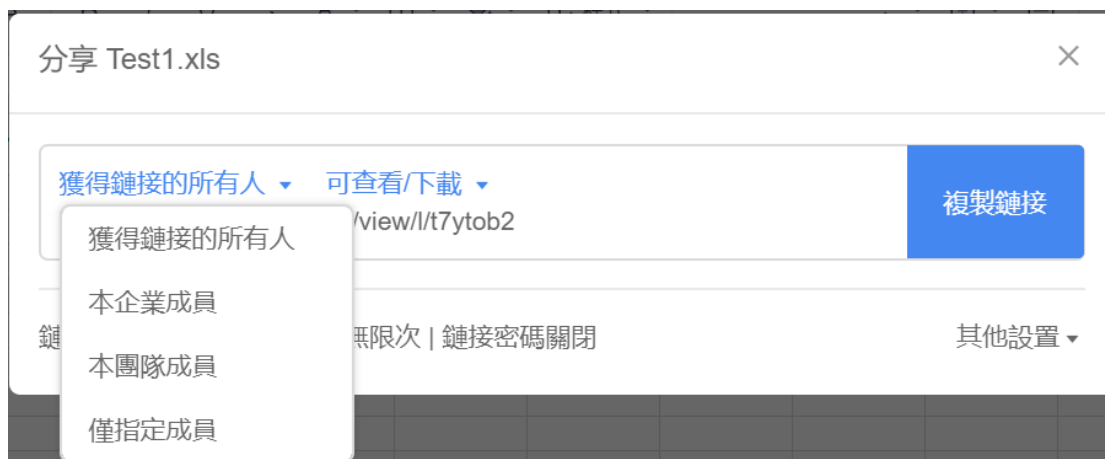 分享 Test1.xls
獲得鏈接的所有人 可查看/下載
/view/l/t7ytob2
複製鏈接
獲得鏈接的所有人
本企業成員
本團隊成員
僅指定成員
鏈
無限次 | 鏈接密碼關閉
其他設置